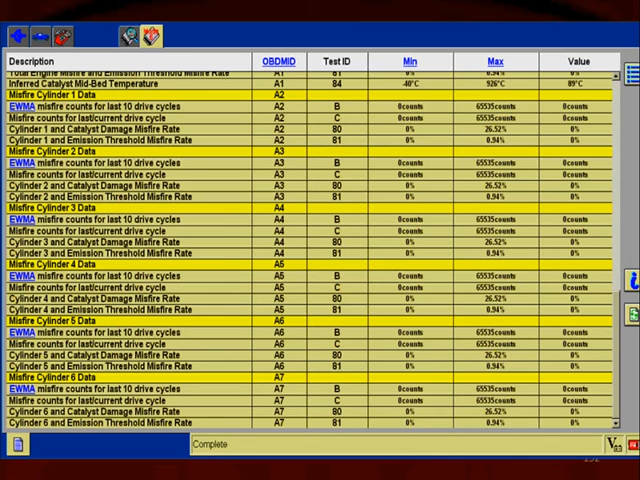 Description OBDMID Test ID Min Max Value
Total Engine Misfire and Emission Threshold Misfire Rate A1 81 0% 0.94% 0%
Inferred Catalyst Mid-Bed Temperature A1 84 -40°C 926°C 89°C
Misfire Cylinder 1 Data A2
EWMA misfire counts for last 10 drive cycles A2 B 0counts 65535counts 0%
Misfire counts for last/current drive cycle A2 C 0counts 65535counts 0%
Cylinder 1 and Catalyst Damage Misfire Rate A2 80 0% 26.52% 0%
Cylinder 1 and Emission Threshold Misfire Rate A2 81 0% 0.94% 0%
Misfire Cylinder 2 Data A3
EWMA misfire counts for last 10 drive cycles A3 B 0counts 65535counts 0%
Misfire counts for last/current drive cycle A3 C 0counts 65535counts 0%
Cylinder 2 and Catalyst Damage Misfire Rate A3 80 0% 26.52% 0%
Cylinder 2 and Emission Threshold Misfire Rate A3 81 0% 0.94% 0%
Misfire Cylinder 3 Data A4
EWMA misfire counts for last 10 drive cycles A4 B 0counts 65535counts 0%
Misfire counts for last/current drive cycle A4 C 0counts 65535counts 0%
Cylinder 3 and Catalyst Damage Misfire Rate A4 80 0% 26.52% 0%
Cylinder 3 and Emission Threshold Misfire Rate A4 81 0% 0.94% 0%
Misfire Cylinder 4 Data A6
EWMA misfire counts for last 10 drive cycles A5 B 0counts 65535counts 0%
Misfire counts for last/current drive cycle A5 C 0counts 65535counts 0%
Cylinder 4 and Catalyst Damage Misfire Rate A5 80 0% 26.52% 0%
Cylinder 4 and Emission Threshold Misfire Rate A5 81 0% 0.94% 0%
Misfire Cylinder 5 Data A6
EWMA misfire counts for last 10 drive cycles A6 B 0counts 65535counts 0%
Misfire counts for last/current drive cycle A6 C 0counts 65535counts 0%
Cylinder 5 and Catalyst Damage Misfire Rate A6 80 0% 26.52% 0%
Cylinder 5 and Emission Threshold Misfire Rate A6 81 0% 0.94% 0%
Misfire Cylinder 6 Data A7
EWMA misfire counts for last 10 drive cycles A7 B 0counts 65535counts 0%
Misfire counts for last/current drive cycle A7 C 0counts 65535counts 0%
Cylinder 6 and Catalyst Damage Misfire Rate A7 80 0% 26.52% 0%
Cylinder 6 and Emission Threshold Misfire Rate A7 81 0% 0.94% 0%
Complete